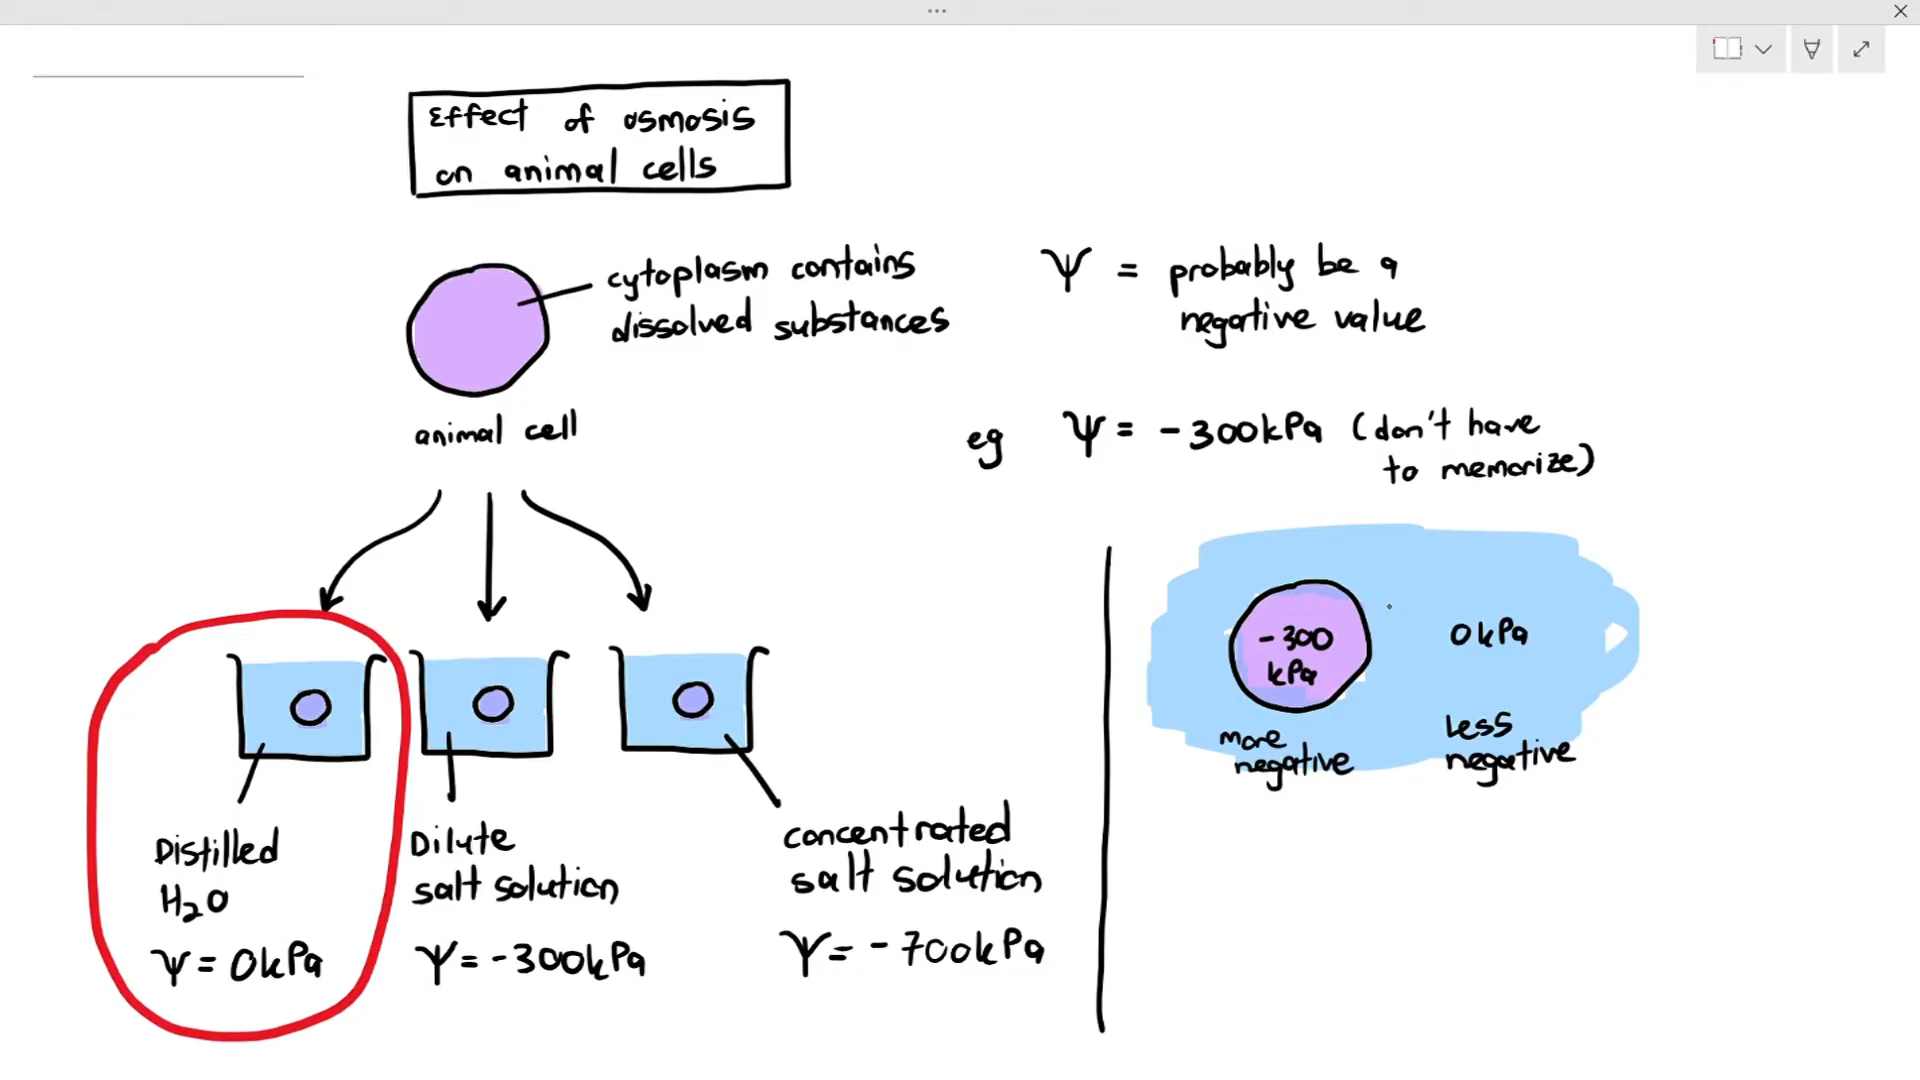 Effect of osmosis
on animal cells
cytoplasm contains
dissolved substances
animal cell
Ψ = probably be a
negative value
eg Ψ = -300kPa (don't have
to memorize)
-300
kPa
0kPa
more
negative
Less
negative
Distilled
H₂O
Ψ = 0kPa
Dilute
salt solution
Ψ = -300kPa
concentrated
salt solution
Ψ = -700kPa